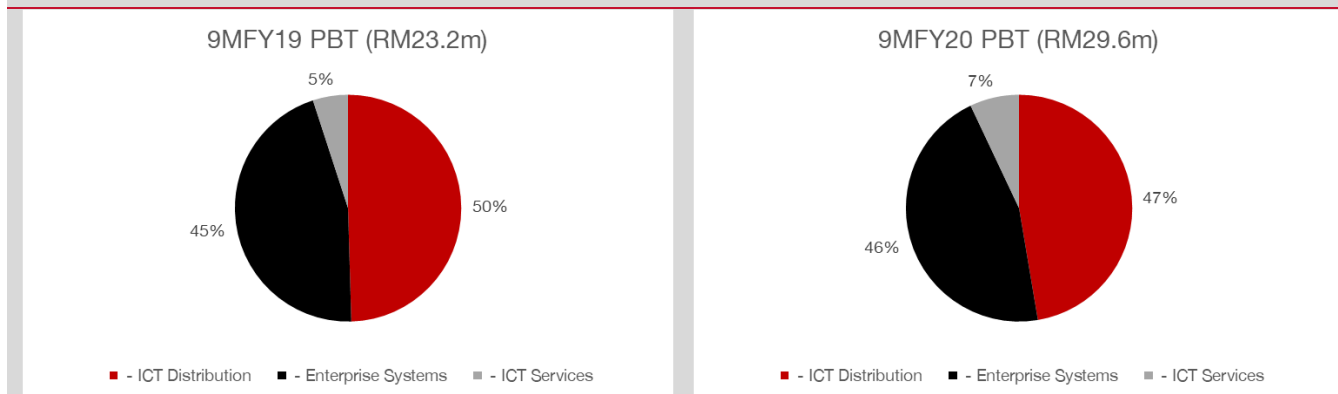 9MFY19 PBT (RM23.2m)
5%
50%
45%
- ICT Distribution - Enterprise Systems - ICT Services
9MFY20 PBT (RM29.6m)
7%
47%
46%
- ICT Distribution - Enterprise Systems - ICT Services